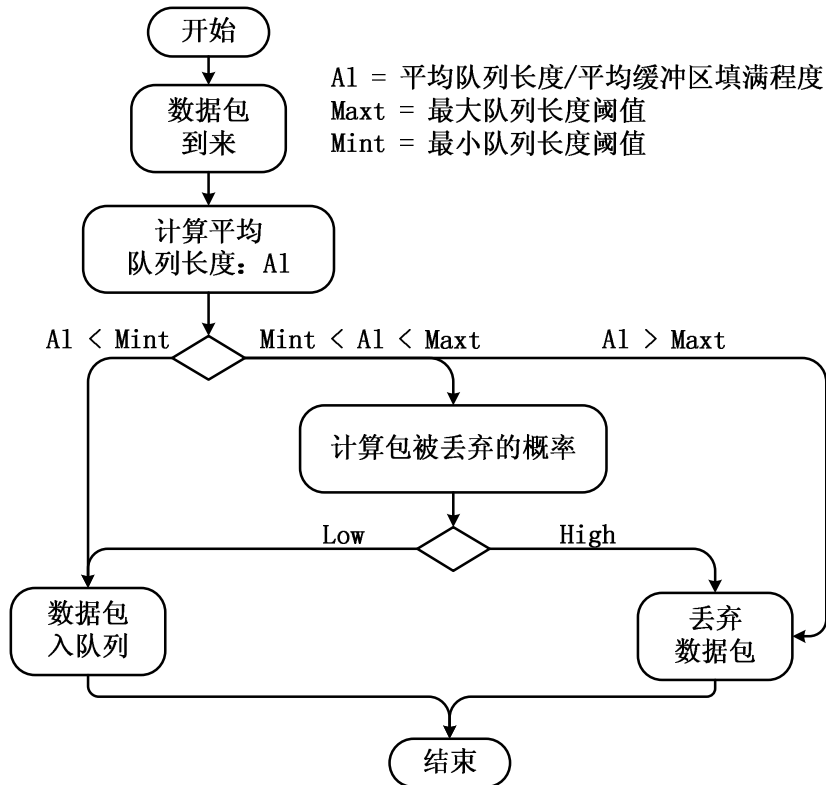 开始
Al = 平均队列长度/平均缓冲区填满程度
Maxt = 最大队列长度阈值
Mint = 最小队列长度阈值
数据包
到来
计算平均
队列长度：Al
Al < Mint
Mint < Al < Maxt
Al > Maxt
计算包被丢弃的概率
Low
High
数据包
入队列
丢弃
数据包
结束